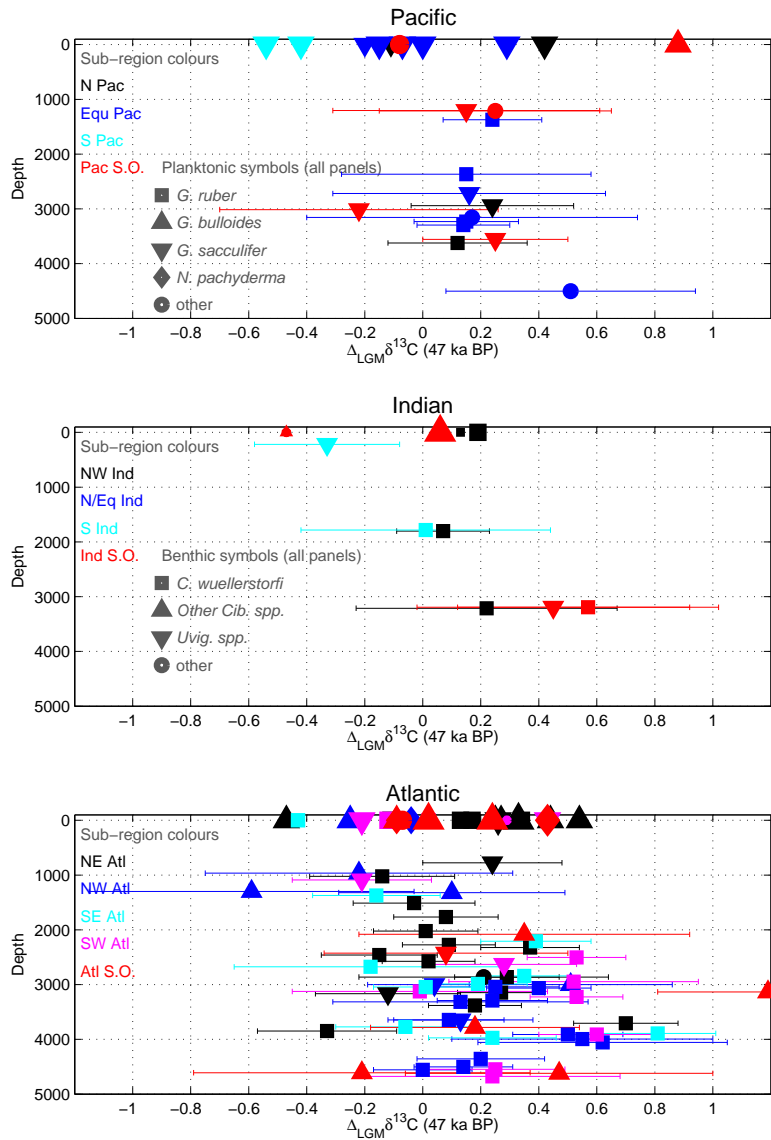 Pacific
0
1000
2000
3000
4000
5000
Depth
Sub−region colours
N Pac
Equ Pac
S Pac
Pac S.O. Planktonic symbols (all panels)
G. ruber
G. bulloides
G. sacculifer
N. pachyderma
other
−1 −0.8 −0.6 −0.4 −0.2 0 0.2 0.4 0.6 0.8 1
Δ_LGM δ¹³C (47 ka BP)
Indian
0
1000
2000
3000
4000
5000
Depth
Sub−region colours
NW Ind
N/Eq Ind
S Ind
Ind S.O. Benthic symbols (all panels)
C. wuellerstorfi
Other Cib. spp.
Uvig. spp.
other
−1 −0.8 −0.6 −0.4 −0.2 0 0.2 0.4 0.6 0.8 1
Δ_LGM δ¹³C (47 ka BP)
Atlantic
0
1000
2000
3000
4000
5000
Depth
Sub−region colours
NE Atl
NW Atl
SE Atl
SW Atl
Atl S.O.
−1 −0.8 −0.6 −0.4 −0.2 0 0.2 0.4 0.6 0.8 1
Δ_LGM δ¹³C (47 ka BP)